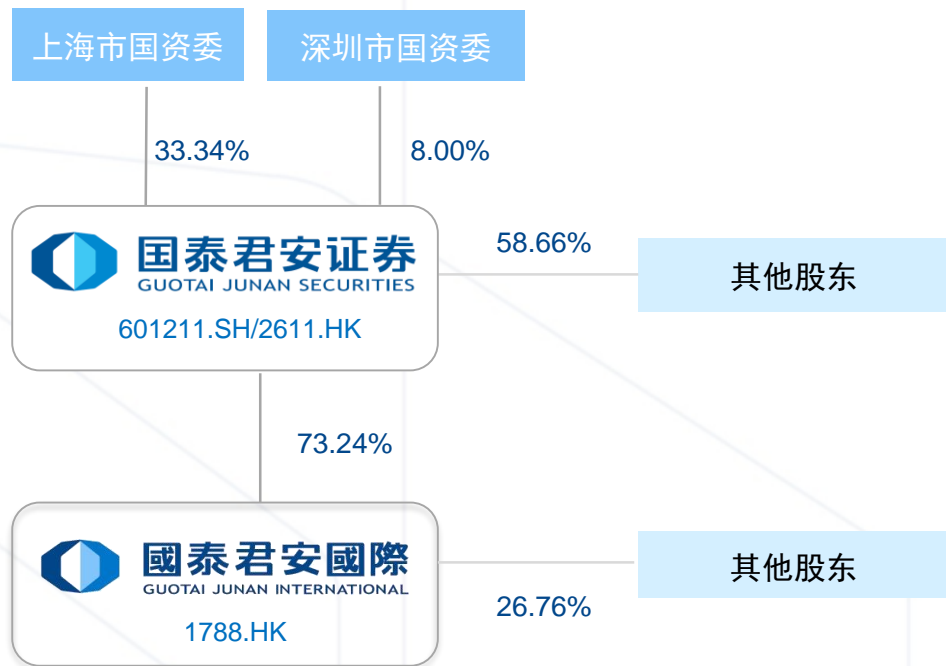 上海市国资委
深圳市国资委
33.34%
8.00%
国泰君安证券
GUOTAI JUNAN SECURITIES
601211.SH/2611.HK
58.66%
其他股东
73.24%
國泰君安國際
GUOTAI JUNAN INTERNATIONAL
1788.HK
26.76%
其他股东